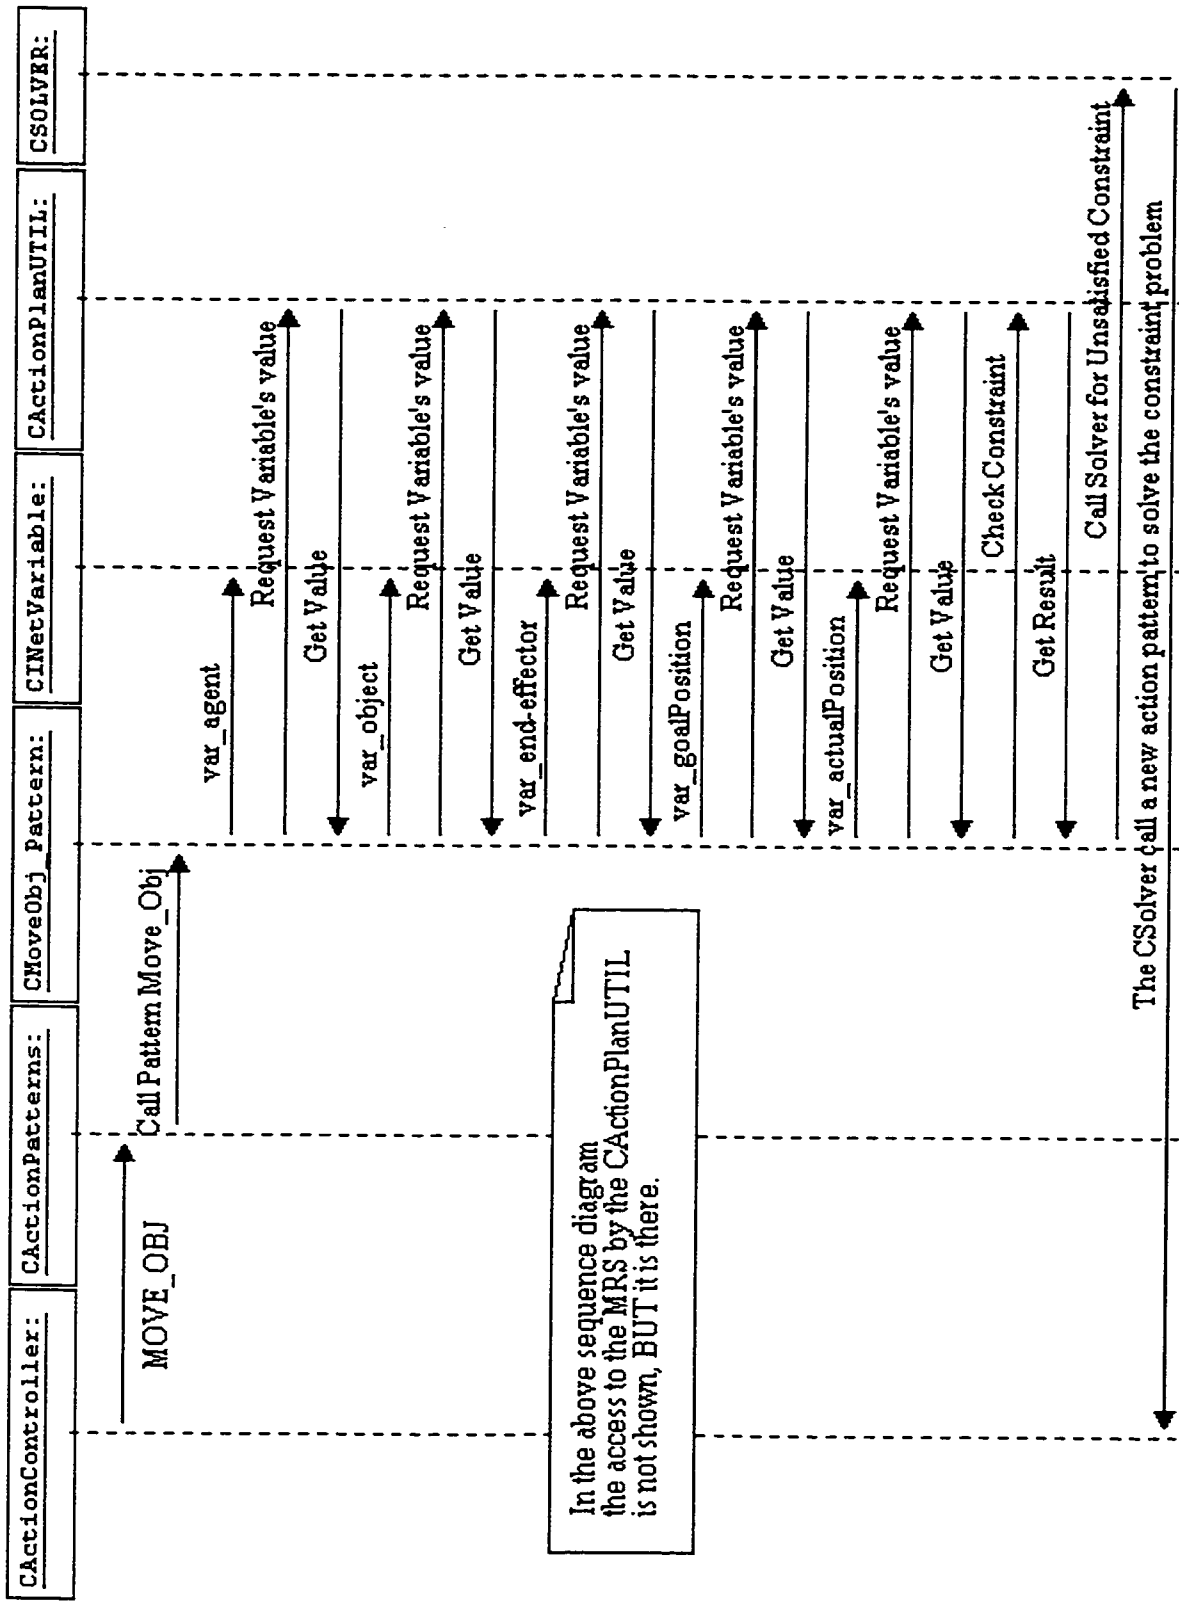 CActionController:
CActionPatterns:
CMoveObj_Pattern:
CINetVariable:
CActionPlanUTIL:
CSOLVER:
MOVE_OBJ
Call Pattern Move_Obj
var_agent
Request Variable's value
Get Value
var_object
Request Variable's value
Get Value
var_end-effector
Request Variable's value
Get Value
var_goalPosition
Request Variable's value
Get Value
var_actualPosition
Request Variable's value
Get Value
Check Constraint
Get Result
Call Solver for Unsatisfied Constraint
The CSolver call a new action pattern to solve the constraint problem
In the above sequence diagram
the access to the MRS by the CActionPlanUTIL
is not shown, BUT it is there.